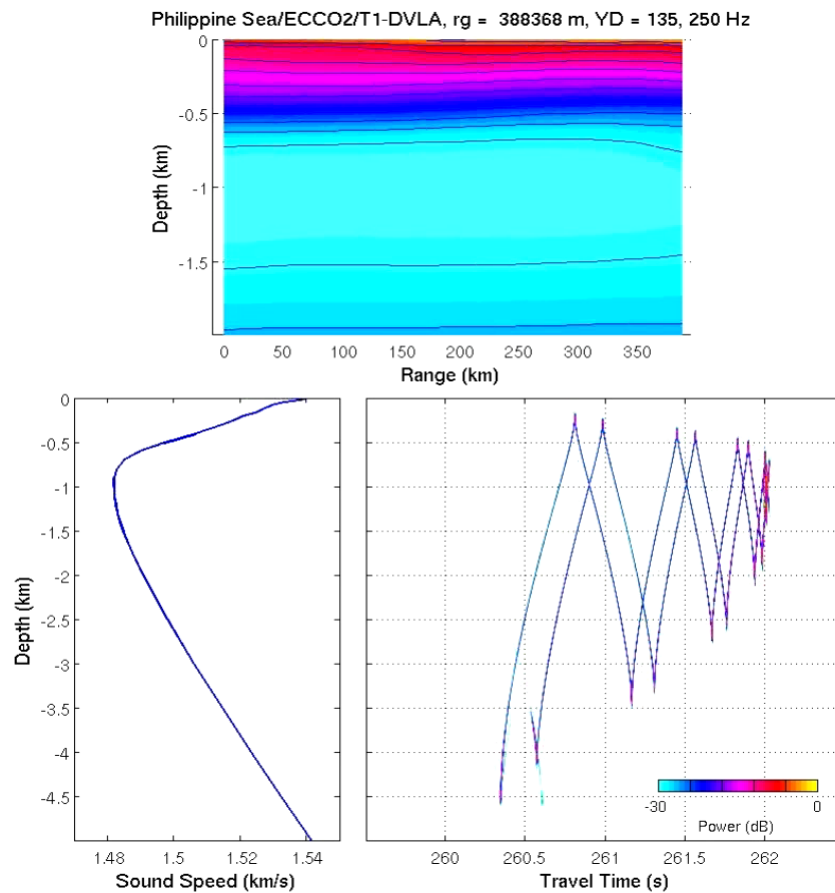 Philippine Sea/ECCO2/T1-DVLA, rg = 388368 m, YD = 135, 250 Hz
0
-0.5
-1
-1.5
Depth (km)
0 50 100 150 200 250 300 350
Range (km)
0
-0.5
-1
-1.5
-2
-2.5
-3
-3.5
-4
-4.5
Depth (km)
1.48 1.5 1.52 1.54
Sound Speed (km/s)
-30 0
Power (dB)
260 260.5 261 261.5 262
Travel Time (s)